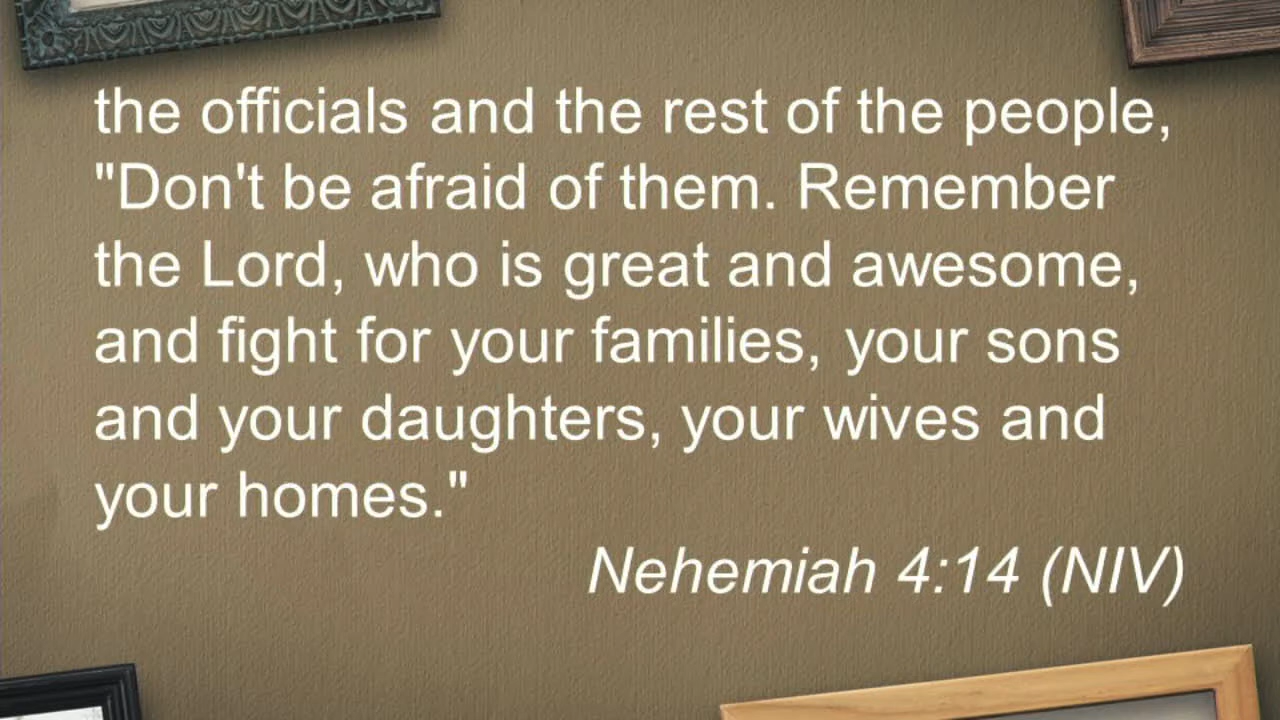 the officials and the rest of the people,
"Don't be afraid of them. Remember
the Lord, who is great and awesome,
and fight for your families, your sons
and your daughters, your wives and
your homes."
Nehemiah 4:14 (NIV)